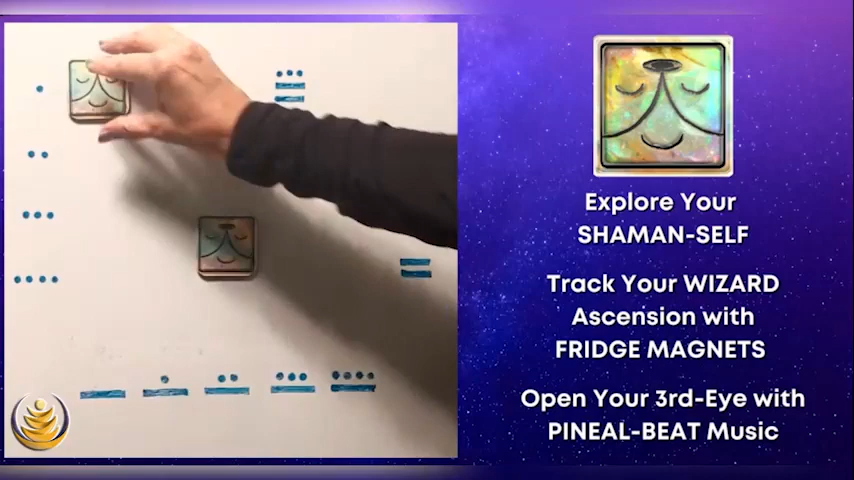 Explore Your
SHAMAN-SELF
Track Your WIZARD
Ascension with
FRIDGE MAGNETS
Open Your 3rd-Eye with
PINEAL-BEAT Music